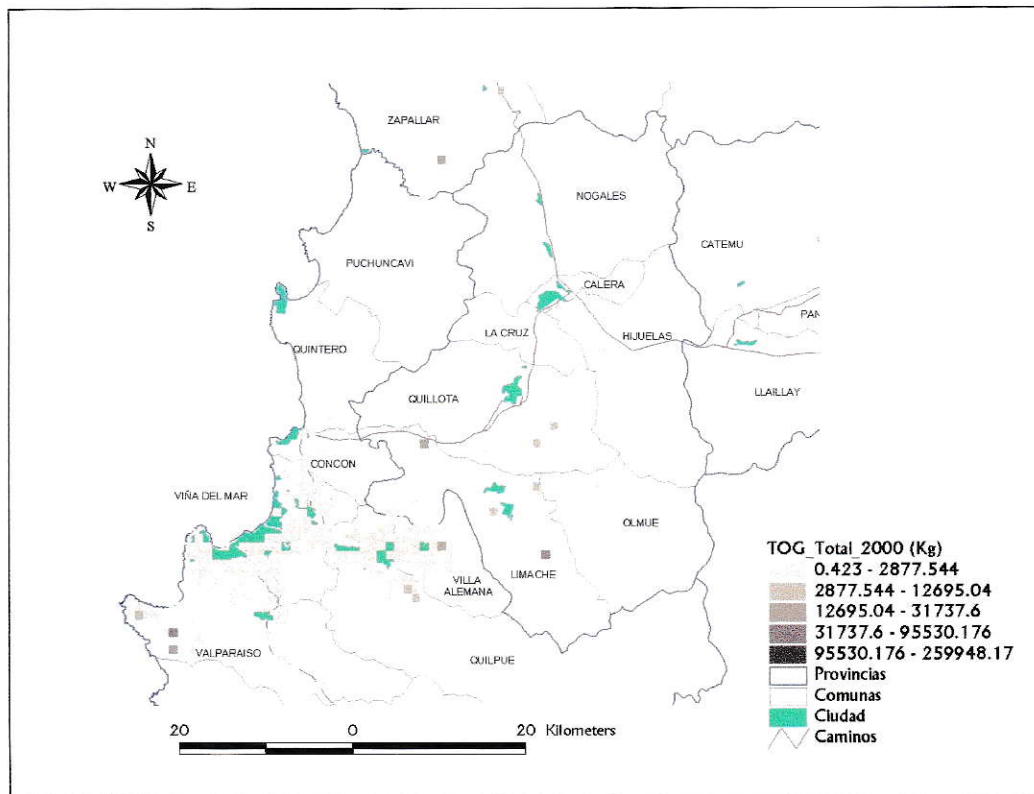 ZAPALLAR
N
W E
S
NOGALES
CATEMU
PUCHUNCAVI
CALERA
PAN
LA CRUZ
HIJUELAS
QUINTERO
LLAILLAY
QUILLOTA
CONCON
VIÑA DEL MAR
OLMUE
TOG_Total_2000 (Kg)
0.423 - 2877.544
2877.544 - 12695.04
12695.04 - 31737.6
31737.6 - 95530.176
95530.176 - 259948.17
Provincias
Comunas
Ciudad
Caminos
LIMACHE
VILLA
ALEMANA
VALPARAISO
QUILPUE
20 0 20 Kilometers